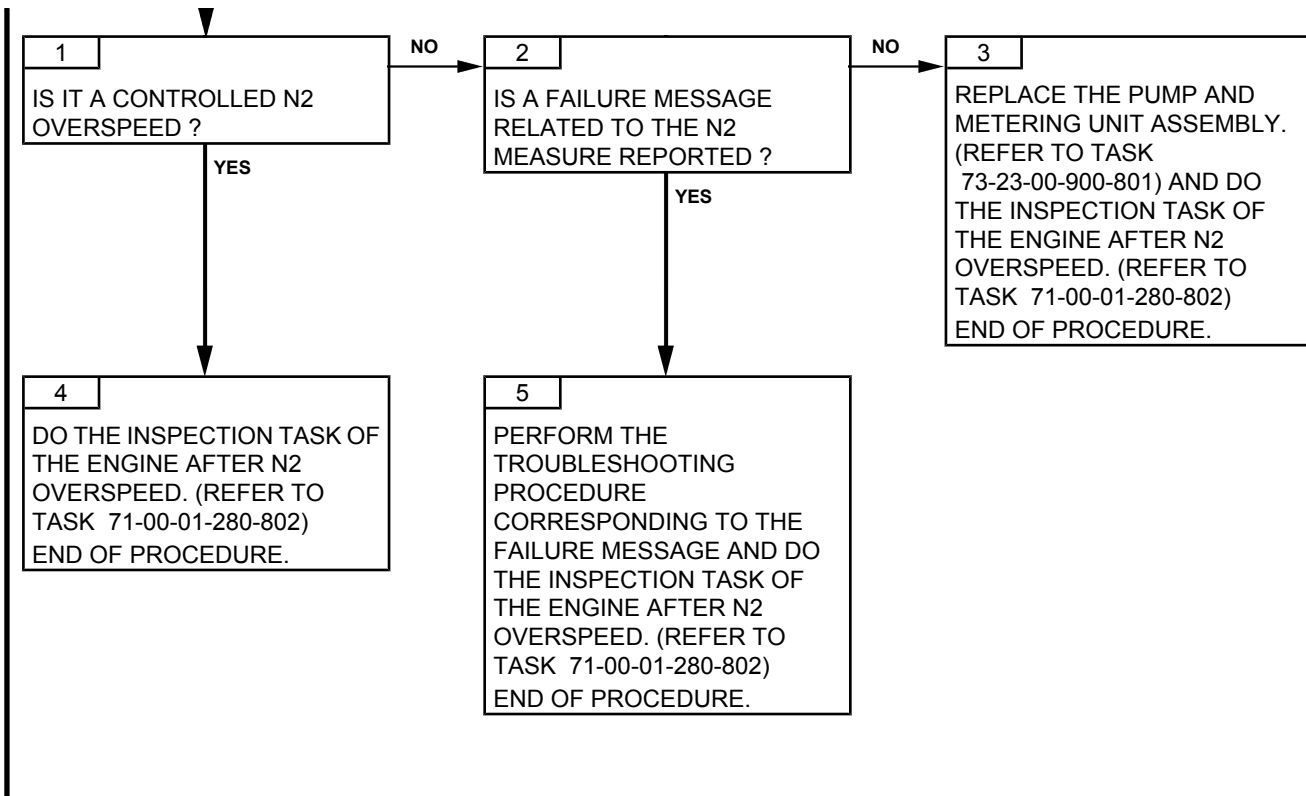 1
IS IT A CONTROLLED N2
OVERSPEED ?
NO
YES
2
IS A FAILURE MESSAGE
RELATED TO THE N2
MEASURE REPORTED ?
NO
YES
3
REPLACE THE PUMP AND
METERING UNIT ASSEMBLY.
(REFER TO TASK
73-23-00-900-801) AND DO
THE INSPECTION TASK OF
THE ENGINE AFTER N2
OVERSPEED. (REFER TO
TASK 71-00-01-280-802)
END OF PROCEDURE.
4
DO THE INSPECTION TASK OF
THE ENGINE AFTER N2
OVERSPEED. (REFER TO
TASK 71-00-01-280-802)
END OF PROCEDURE.
5
PERFORM THE
TROUBLESHOOTING
PROCEDURE
CORRESPONDING TO THE
FAILURE MESSAGE AND DO
THE INSPECTION TASK OF
THE ENGINE AFTER N2
OVERSPEED. (REFER TO
TASK 71-00-01-280-802)
END OF PROCEDURE.